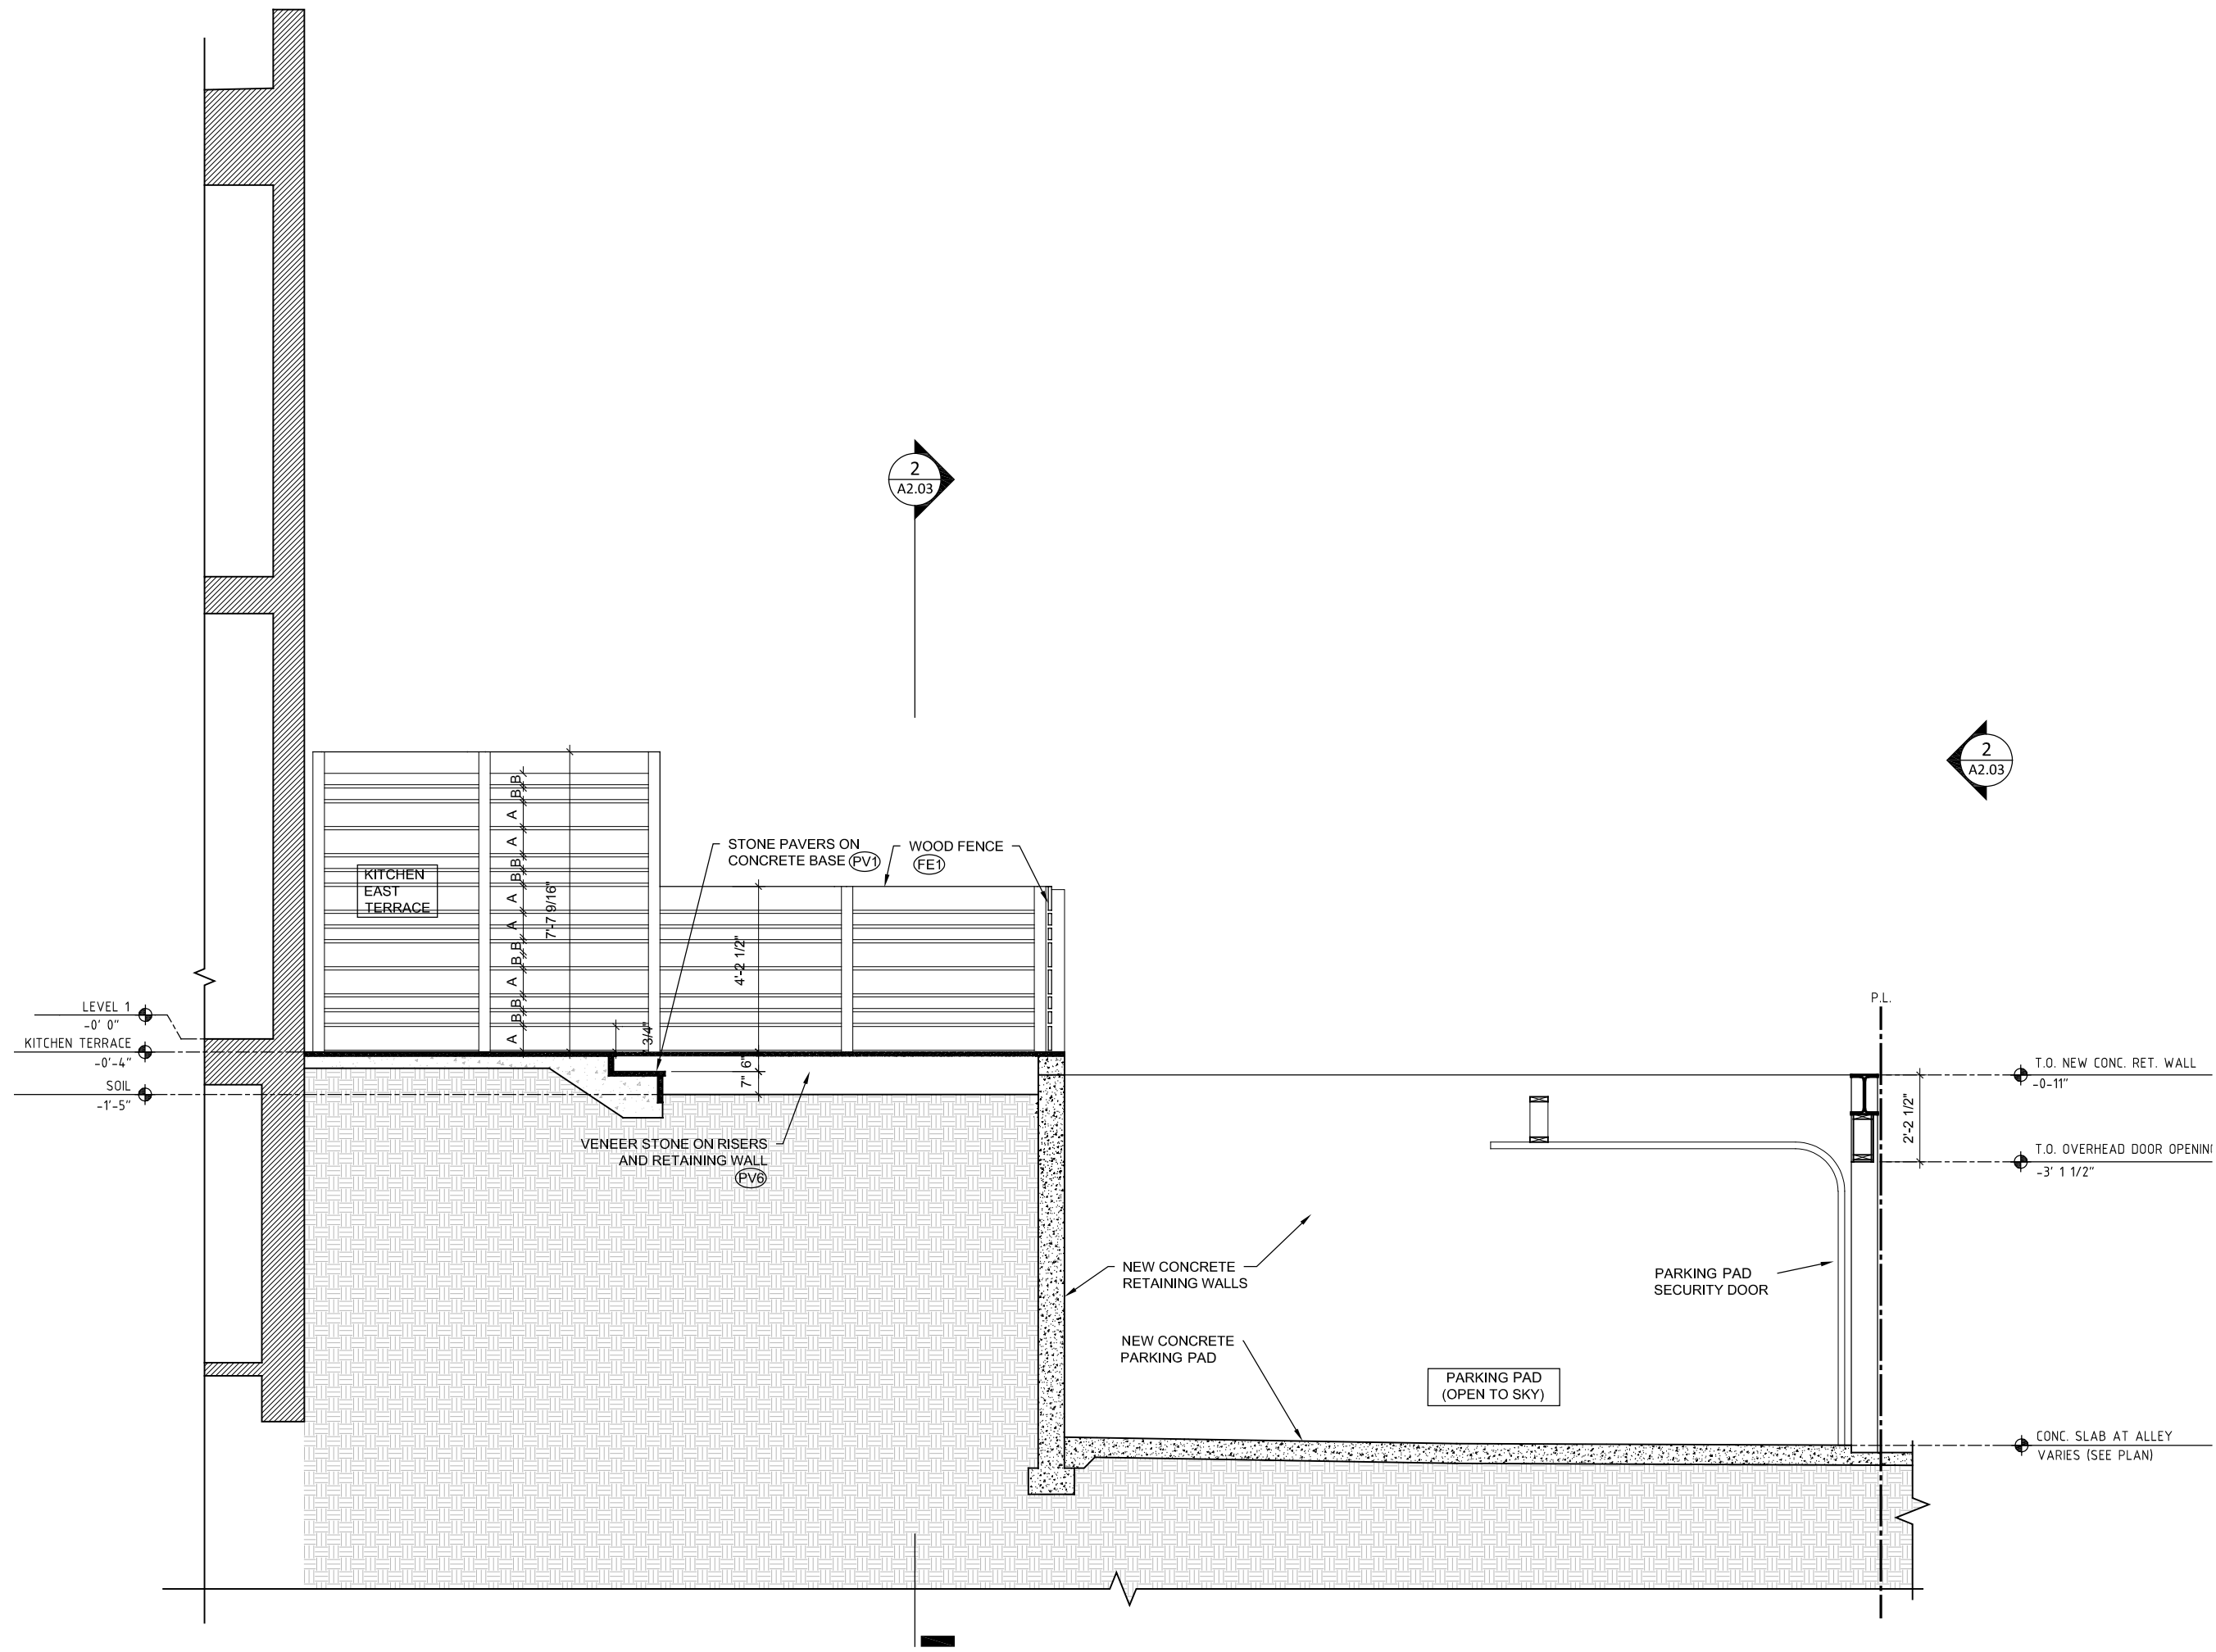 2
A2.03
2
A2.03
B
B
A
A
B
B
A
A
B
B
A
B
B
A
7'-7 9/16"
KITCHEN
EAST
TERRACE
STONE PAVERS ON
CONCRETE BASE PV1
WOOD FENCE
FE1
4'-2 1/2"
3/4"
6"
7"
LEVEL 1
-0' 0"
KITCHEN TERRACE
-0'-4"
SOIL
-1'-5"
VENEER STONE ON RISERS
AND RETAINING WALL
PV6
P.L.
T.O. NEW CONC. RET. WALL
-0-11"
2'-2 1/2"
T.O. OVERHEAD DOOR OPENIN
-3' 1 1/2"
NEW CONCRETE
RETAINING WALLS
PARKING PAD
SECURITY DOOR
NEW CONCRETE
PARKING PAD
PARKING PAD
(OPEN TO SKY)
CONC. SLAB AT ALLEY
VARIES (SEE PLAN)